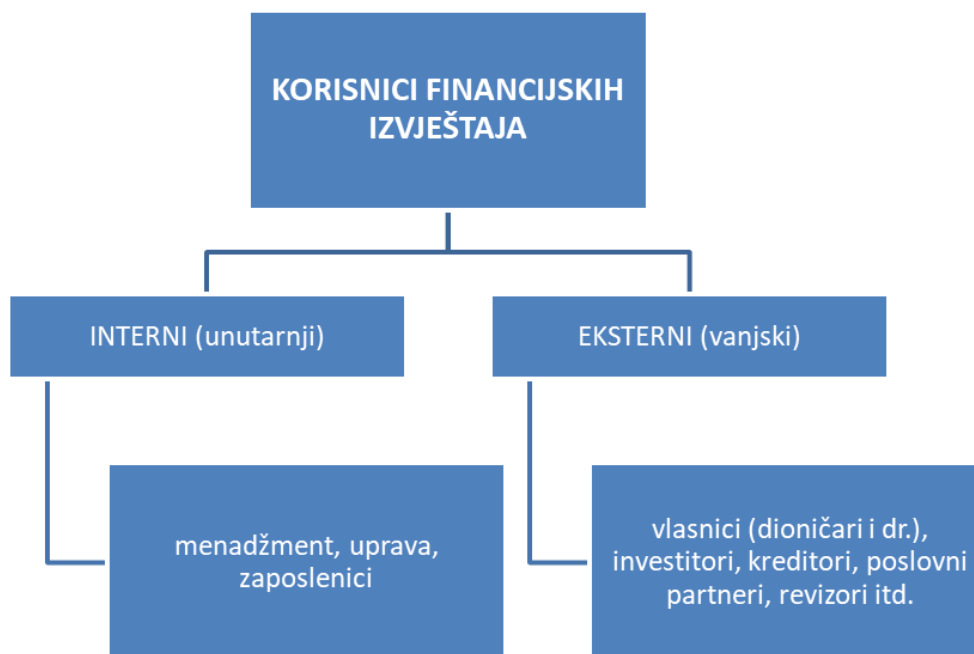 KORISNICI FINANCIJSKIH
IZVJEŠTAJA
INTERNI (unutarnji)
EKSTERNI (vanjski)
menadžment, uprava,
zaposlenici
vlasnici (dioničari i dr.),
investitori, kreditori, poslovni
partneri, revizori itd.